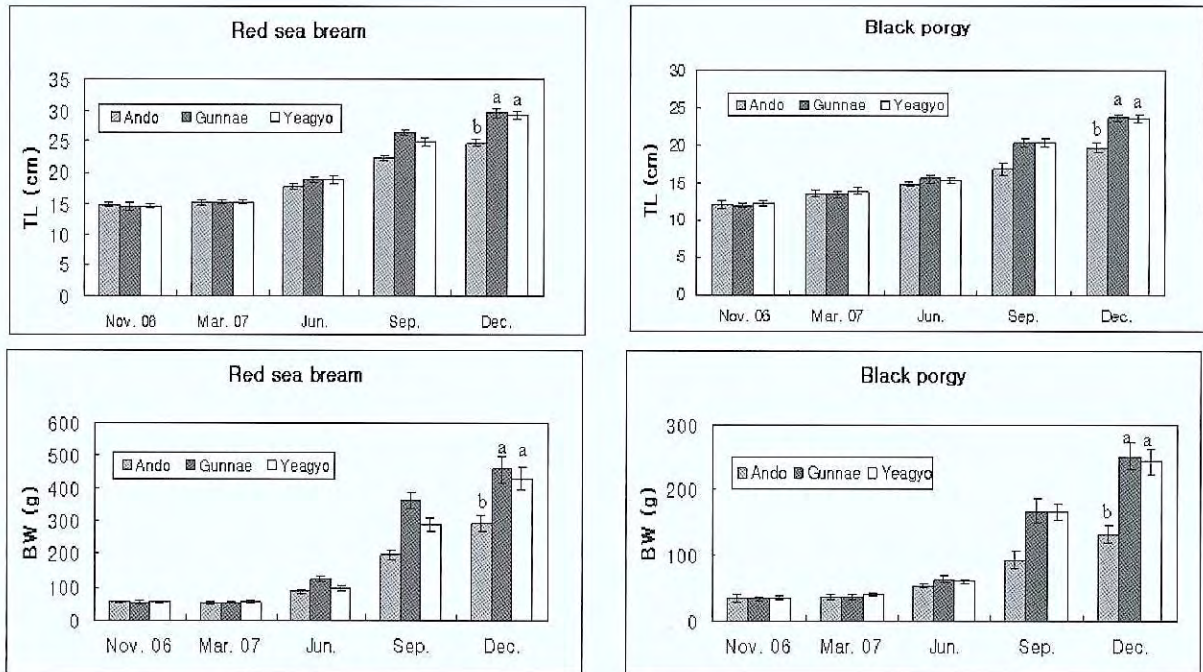 Red sea bream
TL (cm)
35
30
25
20
15
10
5
0
Ando Gunnae Yeagyo
b a a
Nov. 06 Mar. 07 Jun. Sep. Dec.
Black porgy
TL (cm)
30
25
20
15
10
5
0
Ando Gunnae Yeagyo
b a a
Nov. 06 Mar. 07 Jun. Sep. Dec.
Red sea bream
BW (g)
600
500
400
300
200
100
0
Ando Gunnae Yeagyo
b a a
Nov. 06 Mar. 07 Jun. Sep. Dec.
Black porgy
BW (g)
300
200
100
0
Ando Gunnae Yeagyo
b a a
Nov. 06 Mar. 07 Jun. Sep. Dec.